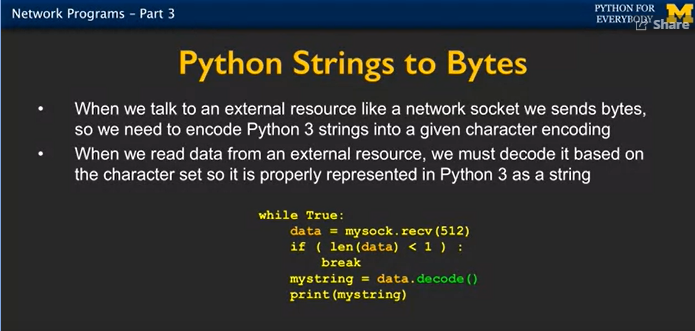 Network Programs – Part 3
PYTHON FOR
EVERYBODY
Share
Python Strings to Bytes
• When we talk to an external resource like a network socket we sends bytes,
so we need to encode Python 3 strings into a given character encoding
• When we read data from an external resource, we must decode it based on
the character set so it is properly represented in Python 3 as a string
while True:
    data = mysock.recv(512)
    if ( len(data) < 1 ) :
        break
    mystring = data.decode()
    print(mystring)